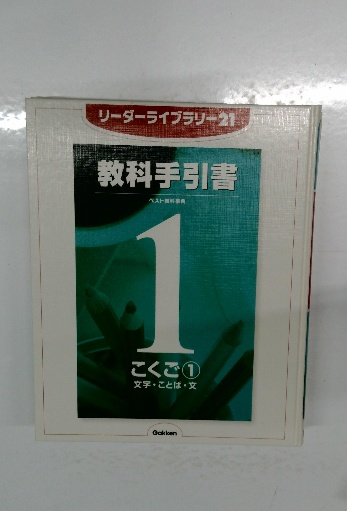 リーダーライブラリー21
教科手引書
ベスト教科事典
1
こくご①
文字・ことば・文
Gakken